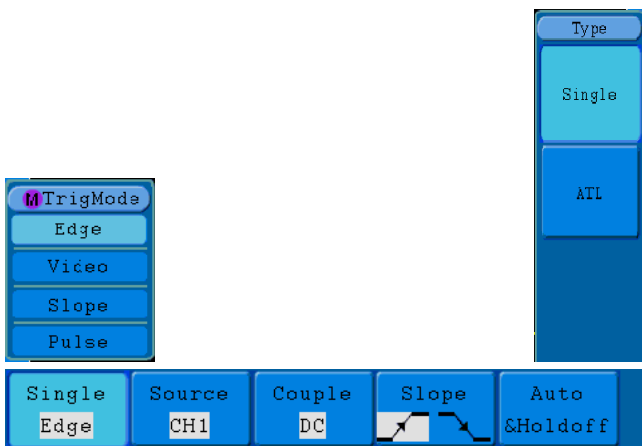 Type
Single
ATL
M TrigMode
Edge
Video
Slope
Pulse
Single Source Couple Slope Auto
Edge CH1 DC &Holdoff